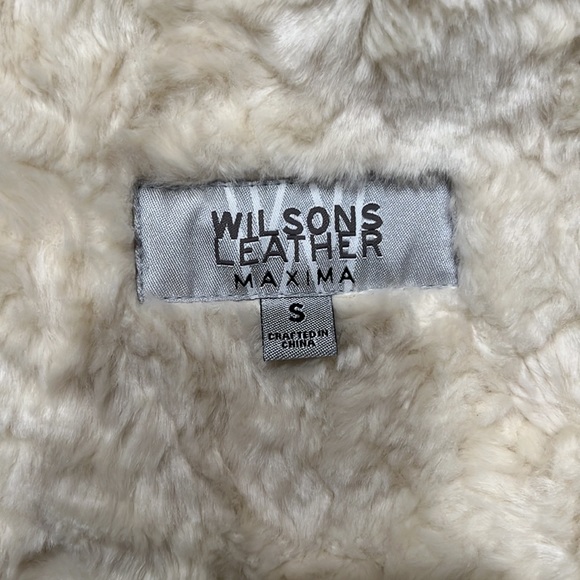 WILSONS
LEATHER
MAXIMA
S
CRAFTED IN
CHINA